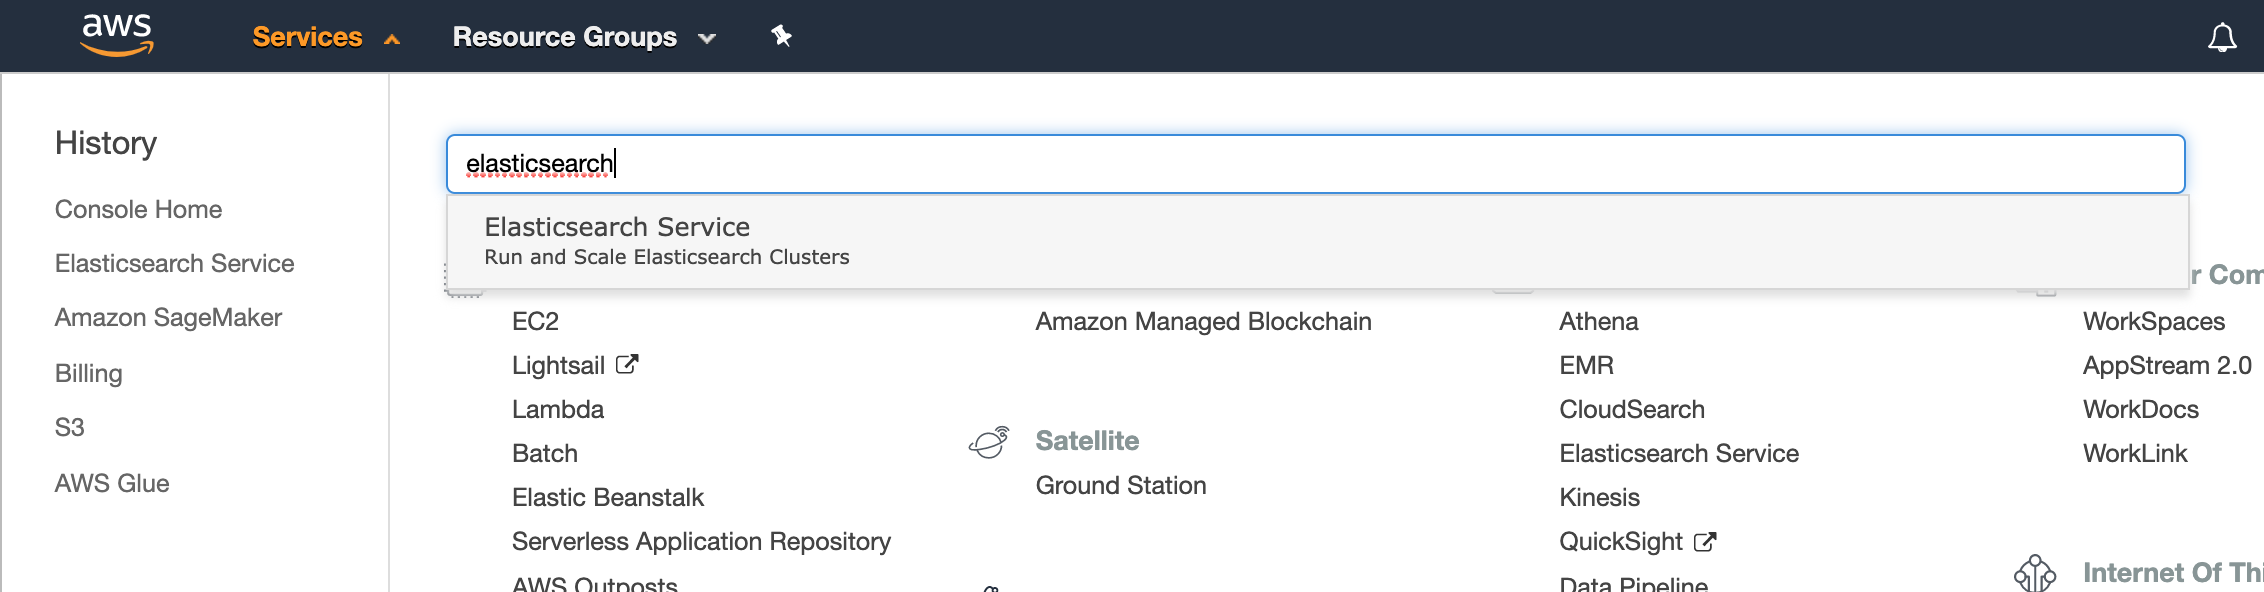 aws
Services
Resource Groups
History
Console Home
Elasticsearch Service
Amazon SageMaker
Billing
S3
AWS Glue
elasticsearch
Elasticsearch Service
Run and Scale Elasticsearch Clusters
EC2
Lightsail
Lambda
Batch
Elastic Beanstalk
Serverless Application Repository
AWS Outposts
Amazon Managed Blockchain
Satellite
Ground Station
Athena
EMR
CloudSearch
Elasticsearch Service
Kinesis
QuickSight
Data Pipeline
r Com
WorkSpaces
AppStream 2.0
WorkDocs
WorkLink
Internet Of Thi